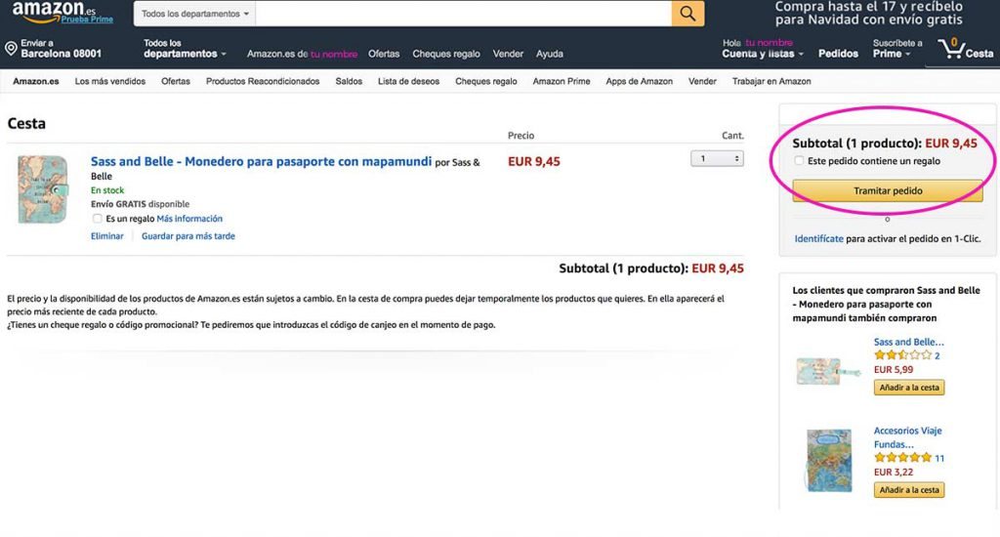 amazon.es
Prueba Prime
Todos los departamentos
Compra hasta el 17 y recíbelo
para Navidad con envío gratis
Enviar a
Barcelona 08001
Todos los
departamentos
Amazon.es de tu nombre
Ofertas
Cheques regalo
Vender
Ayuda
Hola tu nombre
Cuenta y listas
Pedidos
Suscríbete a
Prime
0
Cesta
Amazon.es
Los más vendidos
Ofertas
Productos Reacondicionados
Saldos
Lista de deseos
Cheques regalo
Amazon Prime
Apps de Amazon
Vender
Trabajar en Amazon
Cesta
Precio
Cant.
Sass and Belle - Monedero para pasaporte con mapamundi por Sass &
Belle
En stock
Envío GRATIS disponible
Es un regalo Más información
Eliminar
Guardar para más tarde
EUR 9,45
1
Subtotal (1 producto): EUR 9,45
El precio y la disponibilidad de los productos de Amazon.es están sujetos a cambio. En la cesta de compra puedes dejar temporalmente los productos que quieres. En ella aparecerá el
precio más reciente de cada producto.
¿Tienes un cheque regalo o código promocional? Te pediremos que introduzcas el código de canjeo en el momento de pago.
Subtotal (1 producto): EUR 9,45
Este pedido contiene un regalo
Tramitar pedido
o
Identifícate para activar el pedido en 1-Clic.
Los clientes que compraron Sass and Belle
- Monedero para pasaporte con
mapamundi también compraron
Sass and Belle...
2
EUR 5,99
Añadir a la cesta
Accesorios Viaje
Fundas...
11
EUR 3,22
Añadir a la cesta